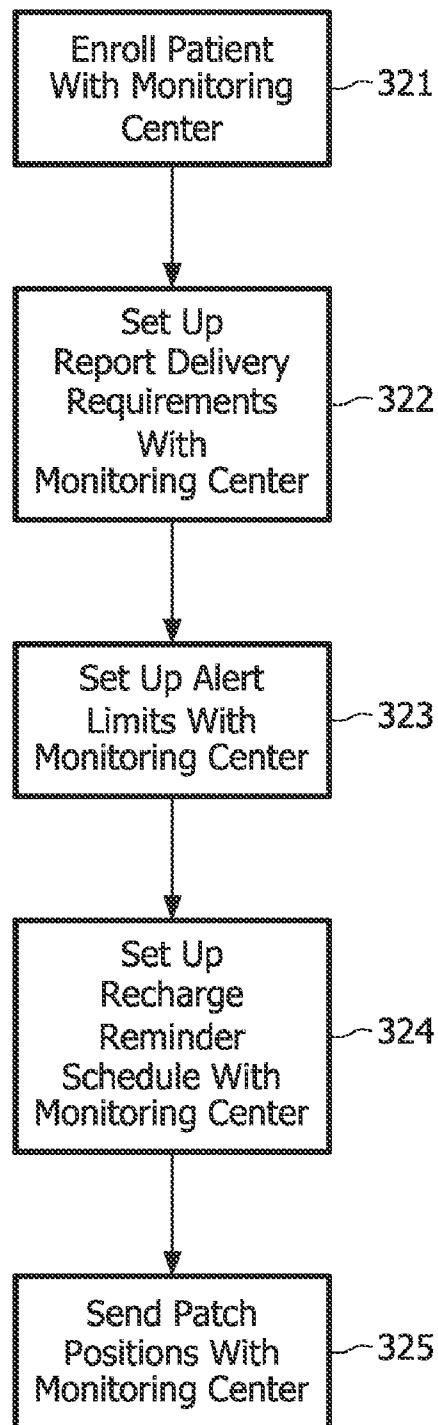 Enroll Patient
With Monitoring
Center
321
Set Up
Report Delivery
Requirements
With
Monitoring Center
322
Set Up Alert
Limits With
Monitoring Center
323
Set Up
Recharge
Reminder
Schedule With
Monitoring Center
324
Send Patch
Positions With
Monitoring Center
325